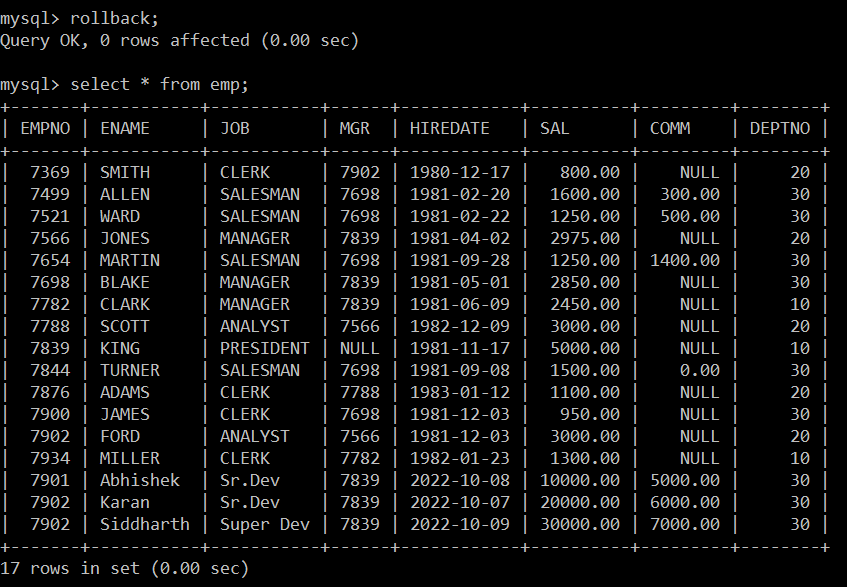 mysql> rollback;
Query OK, 0 rows affected (0.00 sec)

mysql> select * from emp;
+-------+------------+-----------+------+------------+----------+---------+--------+
| EMPNO | ENAME      | JOB       | MGR  | HIREDATE   | SAL      | COMM    | DEPTNO |
+-------+------------+-----------+------+------------+----------+---------+--------+
|  7369 | SMITH      | CLERK     | 7902 | 1980-12-17 |   800.00 |    NULL |     20 |
|  7499 | ALLEN      | SALESMAN  | 7698 | 1981-02-20 |  1600.00 |  300.00 |     30 |
|  7521 | WARD       | SALESMAN  | 7698 | 1981-02-22 |  1250.00 |  500.00 |     30 |
|  7566 | JONES      | MANAGER   | 7839 | 1981-04-02 |  2975.00 |    NULL |     20 |
|  7654 | MARTIN     | SALESMAN  | 7698 | 1981-09-28 |  1250.00 | 1400.00 |     30 |
|  7698 | BLAKE      | MANAGER   | 7839 | 1981-05-01 |  2850.00 |    NULL |     30 |
|  7782 | CLARK      | MANAGER   | 7839 | 1981-06-09 |  2450.00 |    NULL |     10 |
|  7788 | SCOTT      | ANALYST   | 7566 | 1982-12-09 |  3000.00 |    NULL |     20 |
|  7839 | KING       | PRESIDENT | NULL | 1981-11-17 |  5000.00 |    NULL |     10 |
|  7844 | TURNER     | SALESMAN  | 7698 | 1981-09-08 |  1500.00 |    0.00 |     30 |
|  7876 | ADAMS      | CLERK     | 7788 | 1983-01-12 |  1100.00 |    NULL |     20 |
|  7900 | JAMES      | CLERK     | 7698 | 1981-12-03 |   950.00 |    NULL |     30 |
|  7902 | FORD       | ANALYST   | 7566 | 1981-12-03 |  3000.00 |    NULL |     20 |
|  7934 | MILLER     | CLERK     | 7782 | 1982-01-23 |  1300.00 |    NULL |     10 |
|  7901 | Abhishek   | Sr.Dev    | 7839 | 2022-10-08 | 10000.00 | 5000.00 |     30 |
|  7902 | Karan      | Sr.Dev    | 7839 | 2022-10-07 | 20000.00 | 6000.00 |     30 |
|  7902 | Siddharth  | Super Dev | 7839 | 2022-10-09 | 30000.00 | 7000.00 |     30 |
+-------+------------+-----------+------+------------+----------+---------+--------+
17 rows in set (0.00 sec)